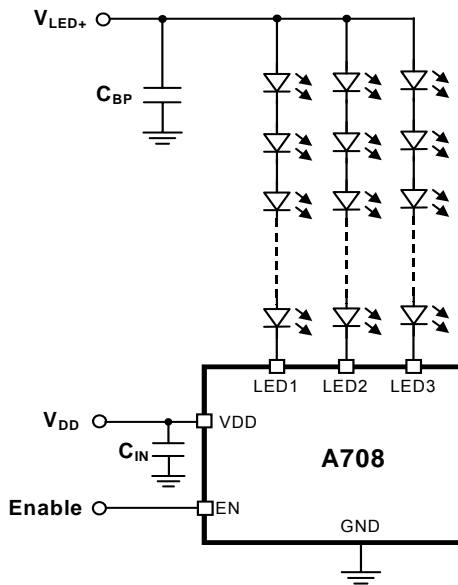 VLED+
CBP
LED1 LED2 LED3
VDD
VDD
CIN
A708
Enable
EN
GND